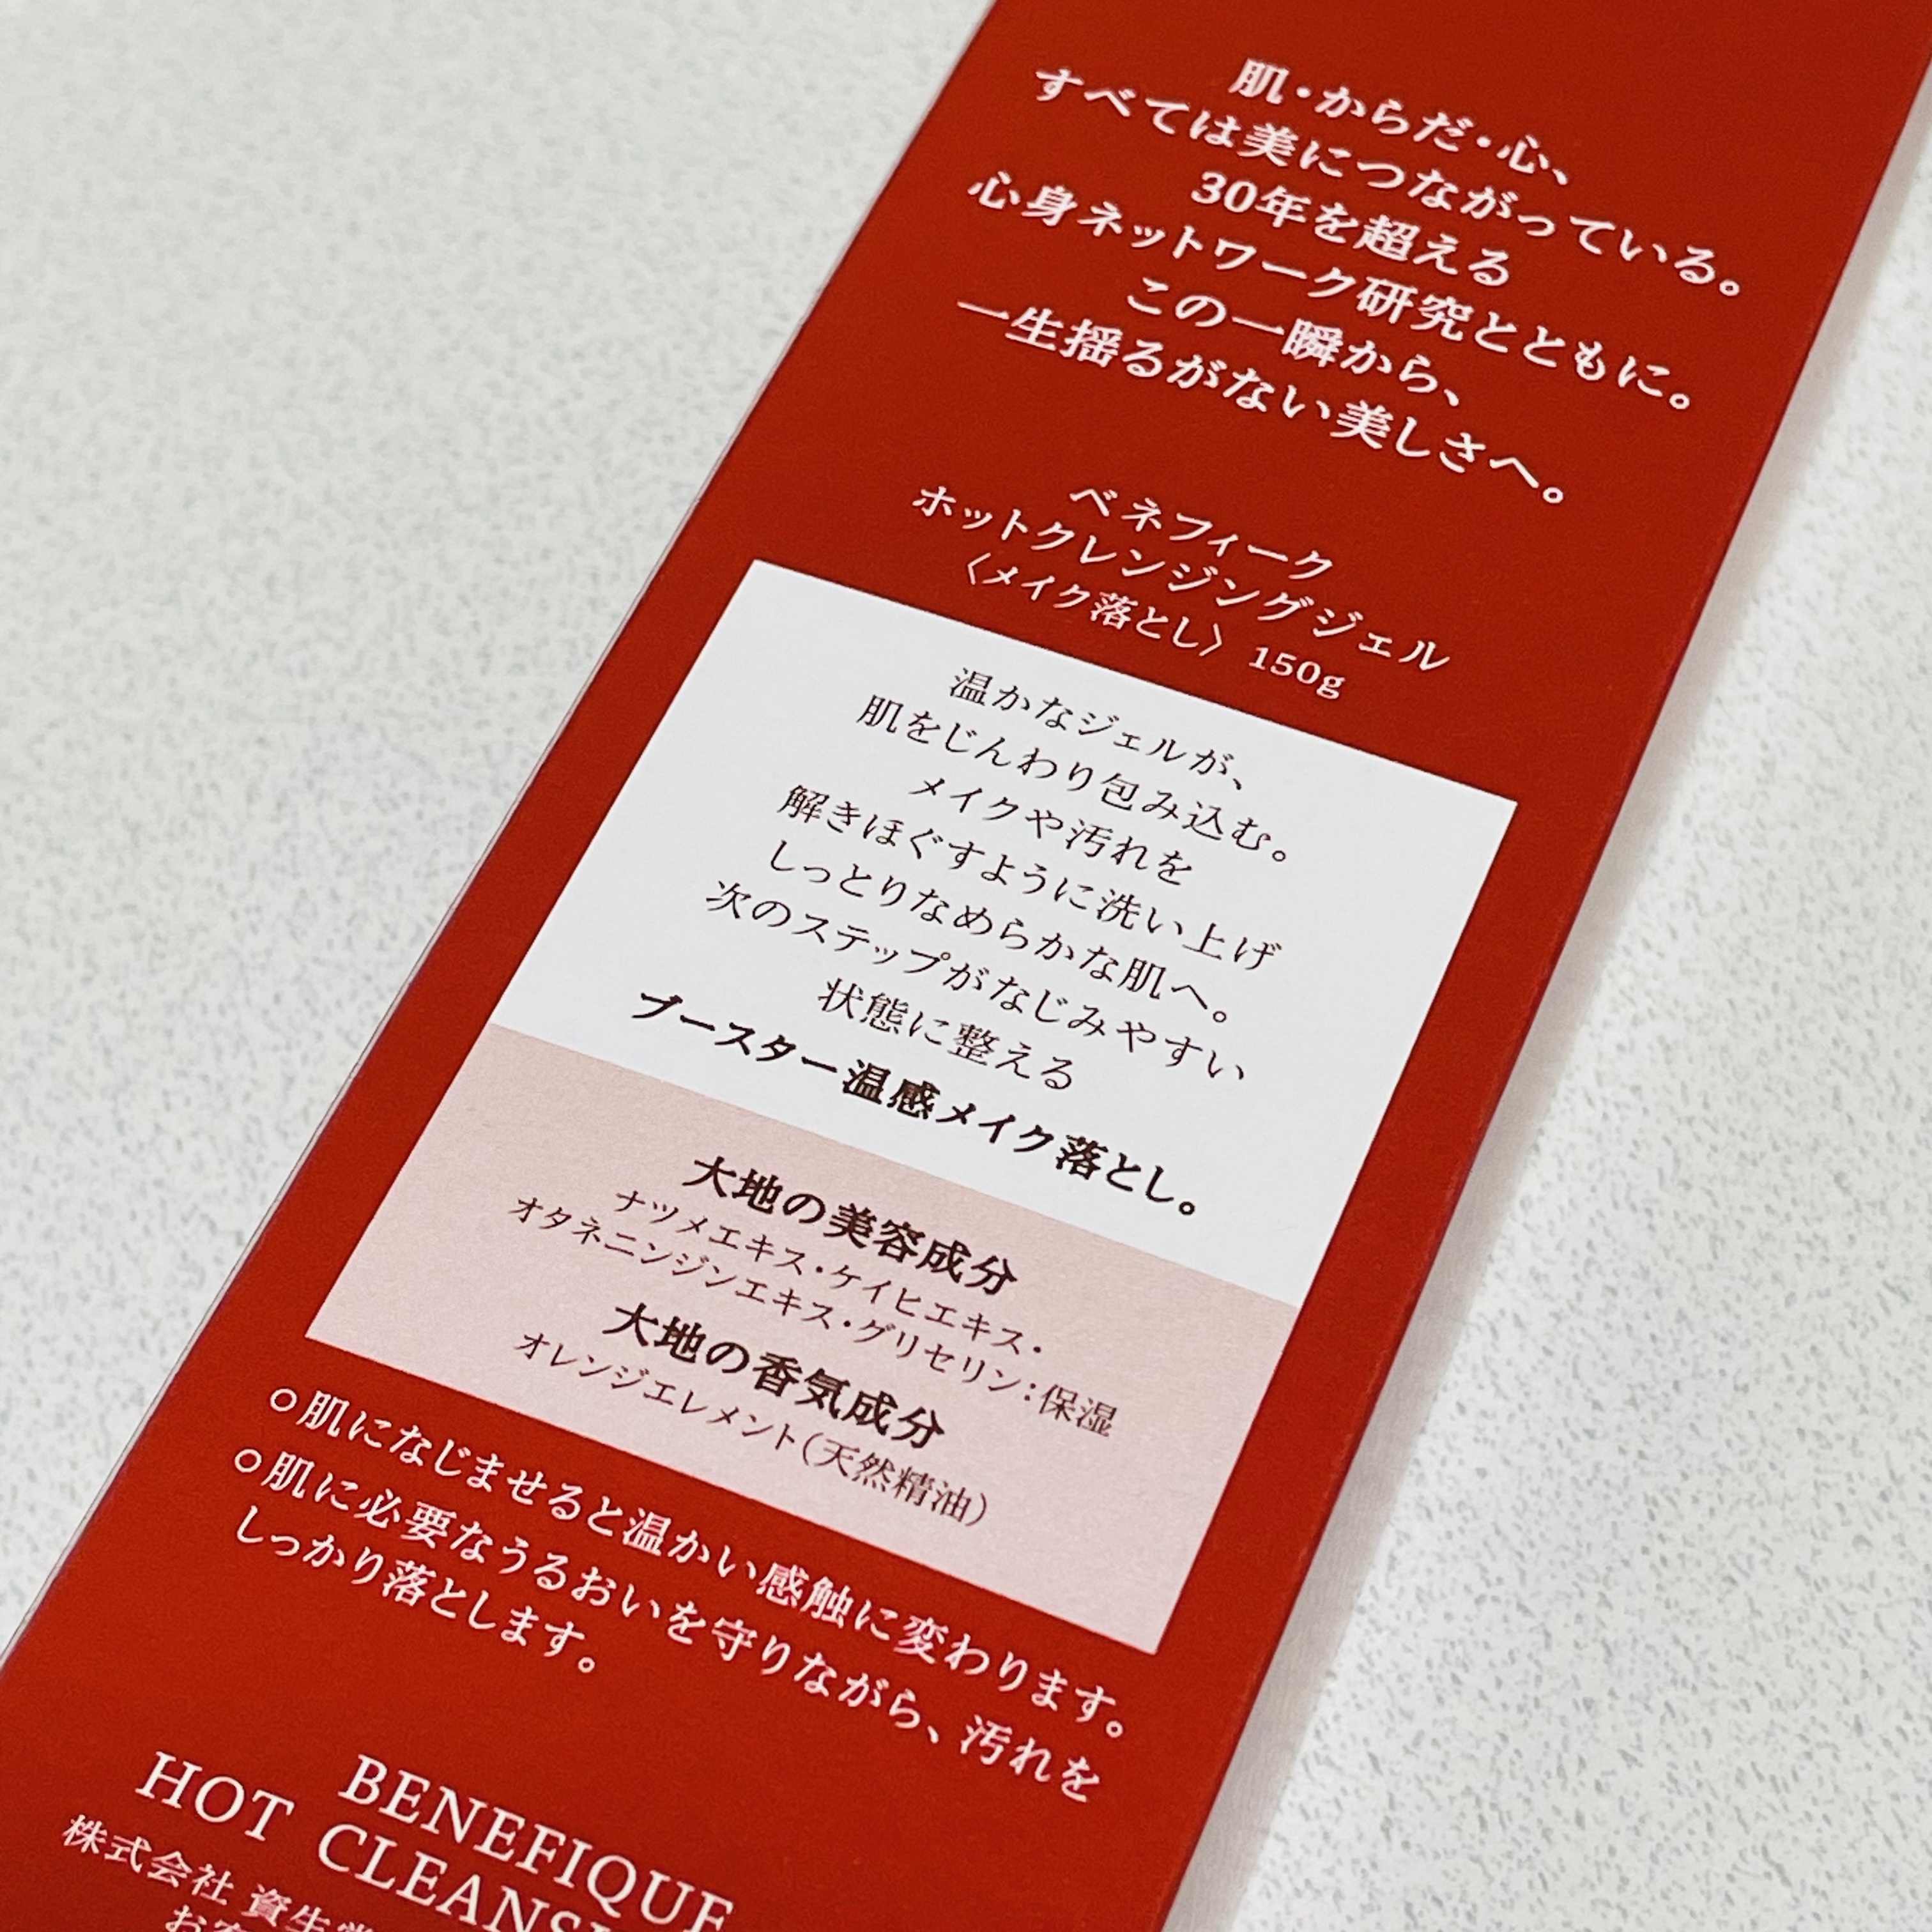 肌・からだ・心、
すべては美につながっている。
30年を超える
心身ネットワーク研究とともに。
この一瞬から、
一生揺るがない美しさへ。
ベネフィーク
ホットクレンジングジェル
〈メイク落とし〉 150g
温かなジェルが、
肌をじんわり包み込む。
メイクや汚れを
解きほぐすように洗い上げ
しっとりなめらかな肌へ。
次のステップがなじみやすい
状態に整える
ブースター温感メイク落とし。
大地の美容成分
ナツメエキス・ケイヒエキス・
オタネニンジンエキス・グリセリン：保湿
大地の香気成分
オレンジエレメント（天然精油）
○肌になじませると温かい感触に変わります。
○肌に必要なうるおいを守りながら、汚れを
しっかり落とします。
BENEFIQUE
HOT
株式会社